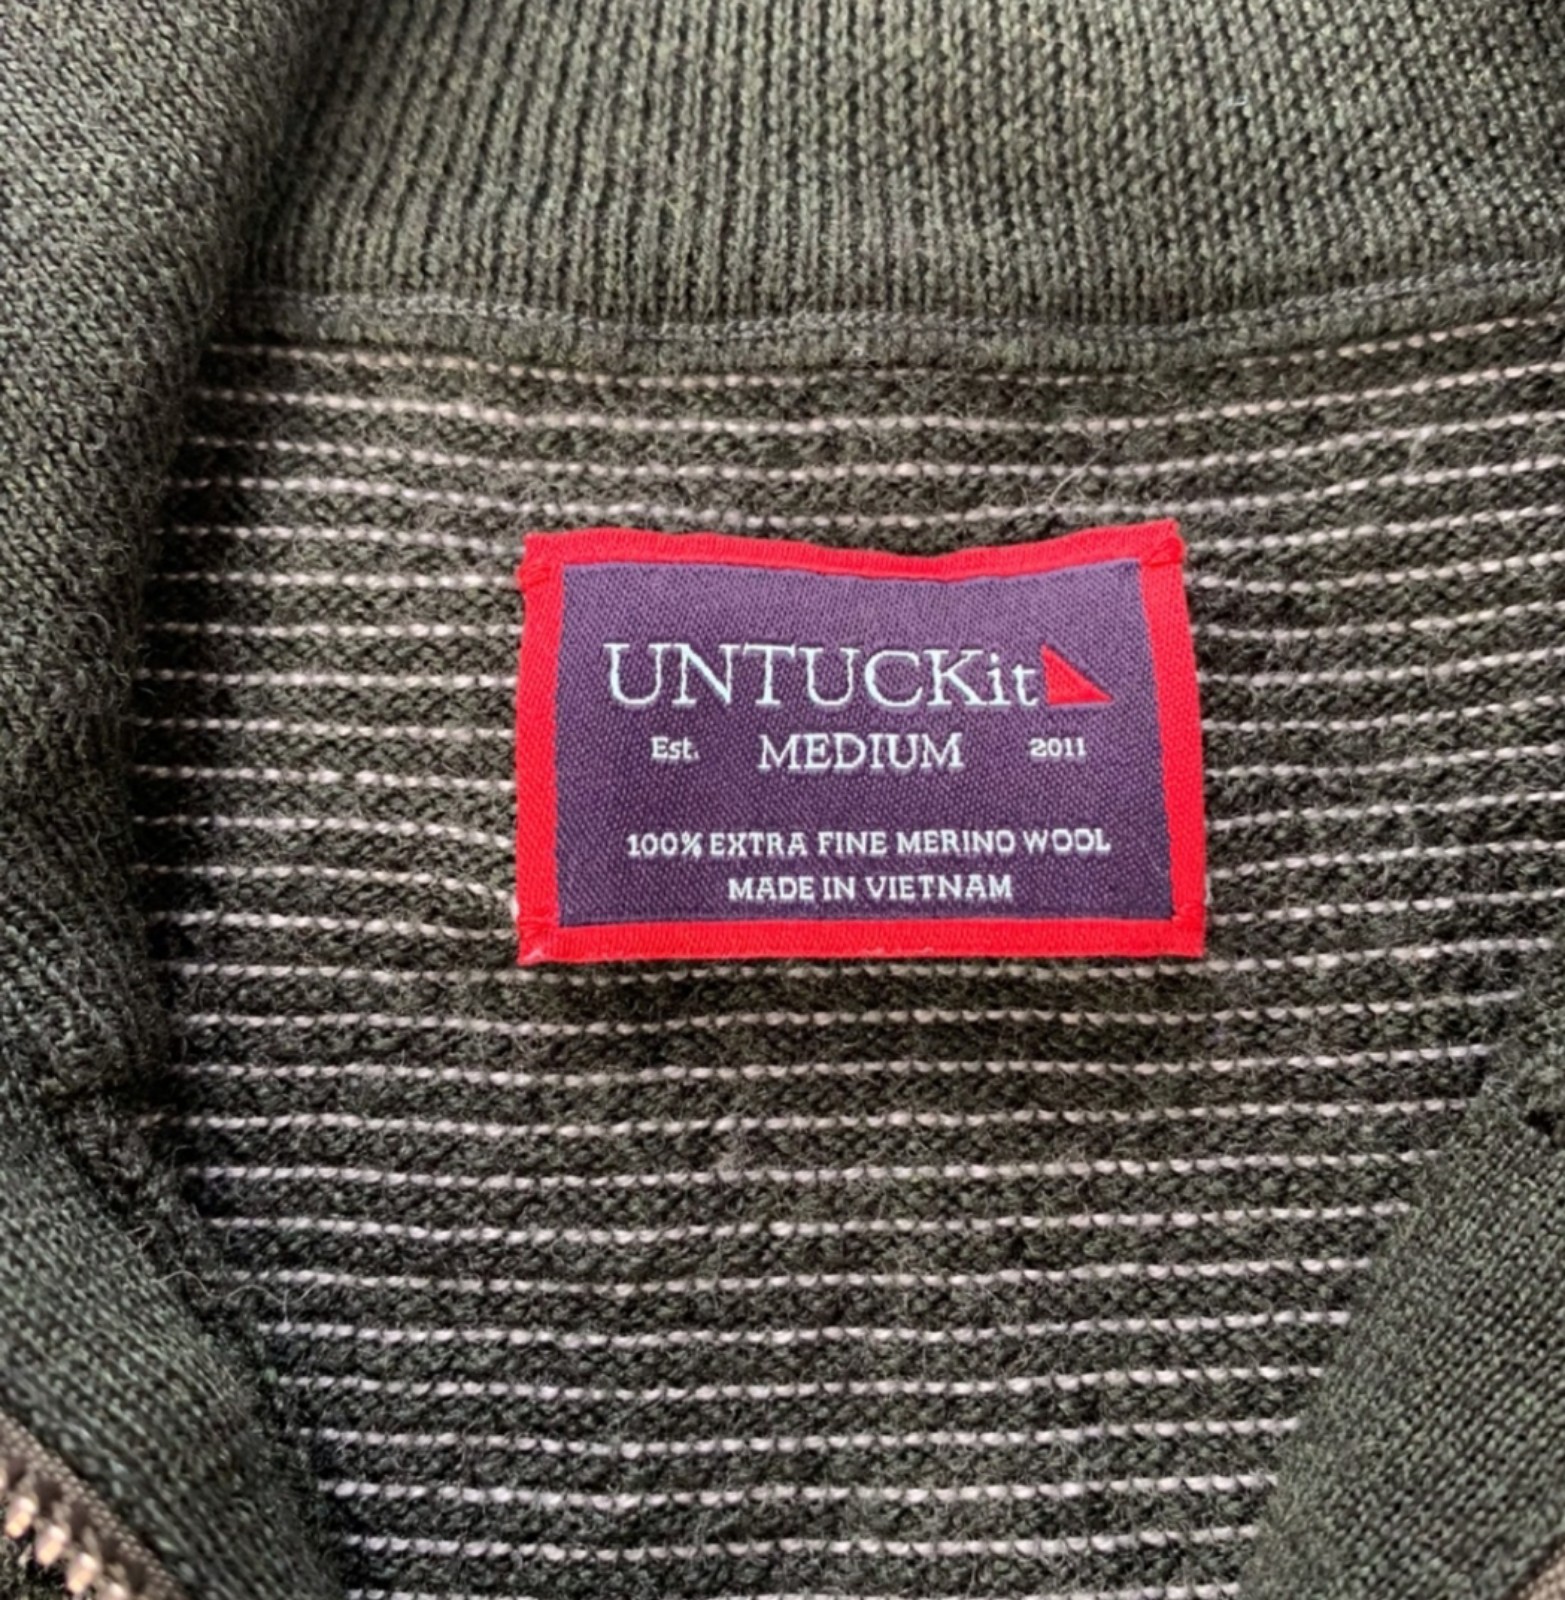 UNTUCKit
Est. MEDIUM 2011
100% EXTRA FINE MERINO WOOL
MADE IN VIETNAM